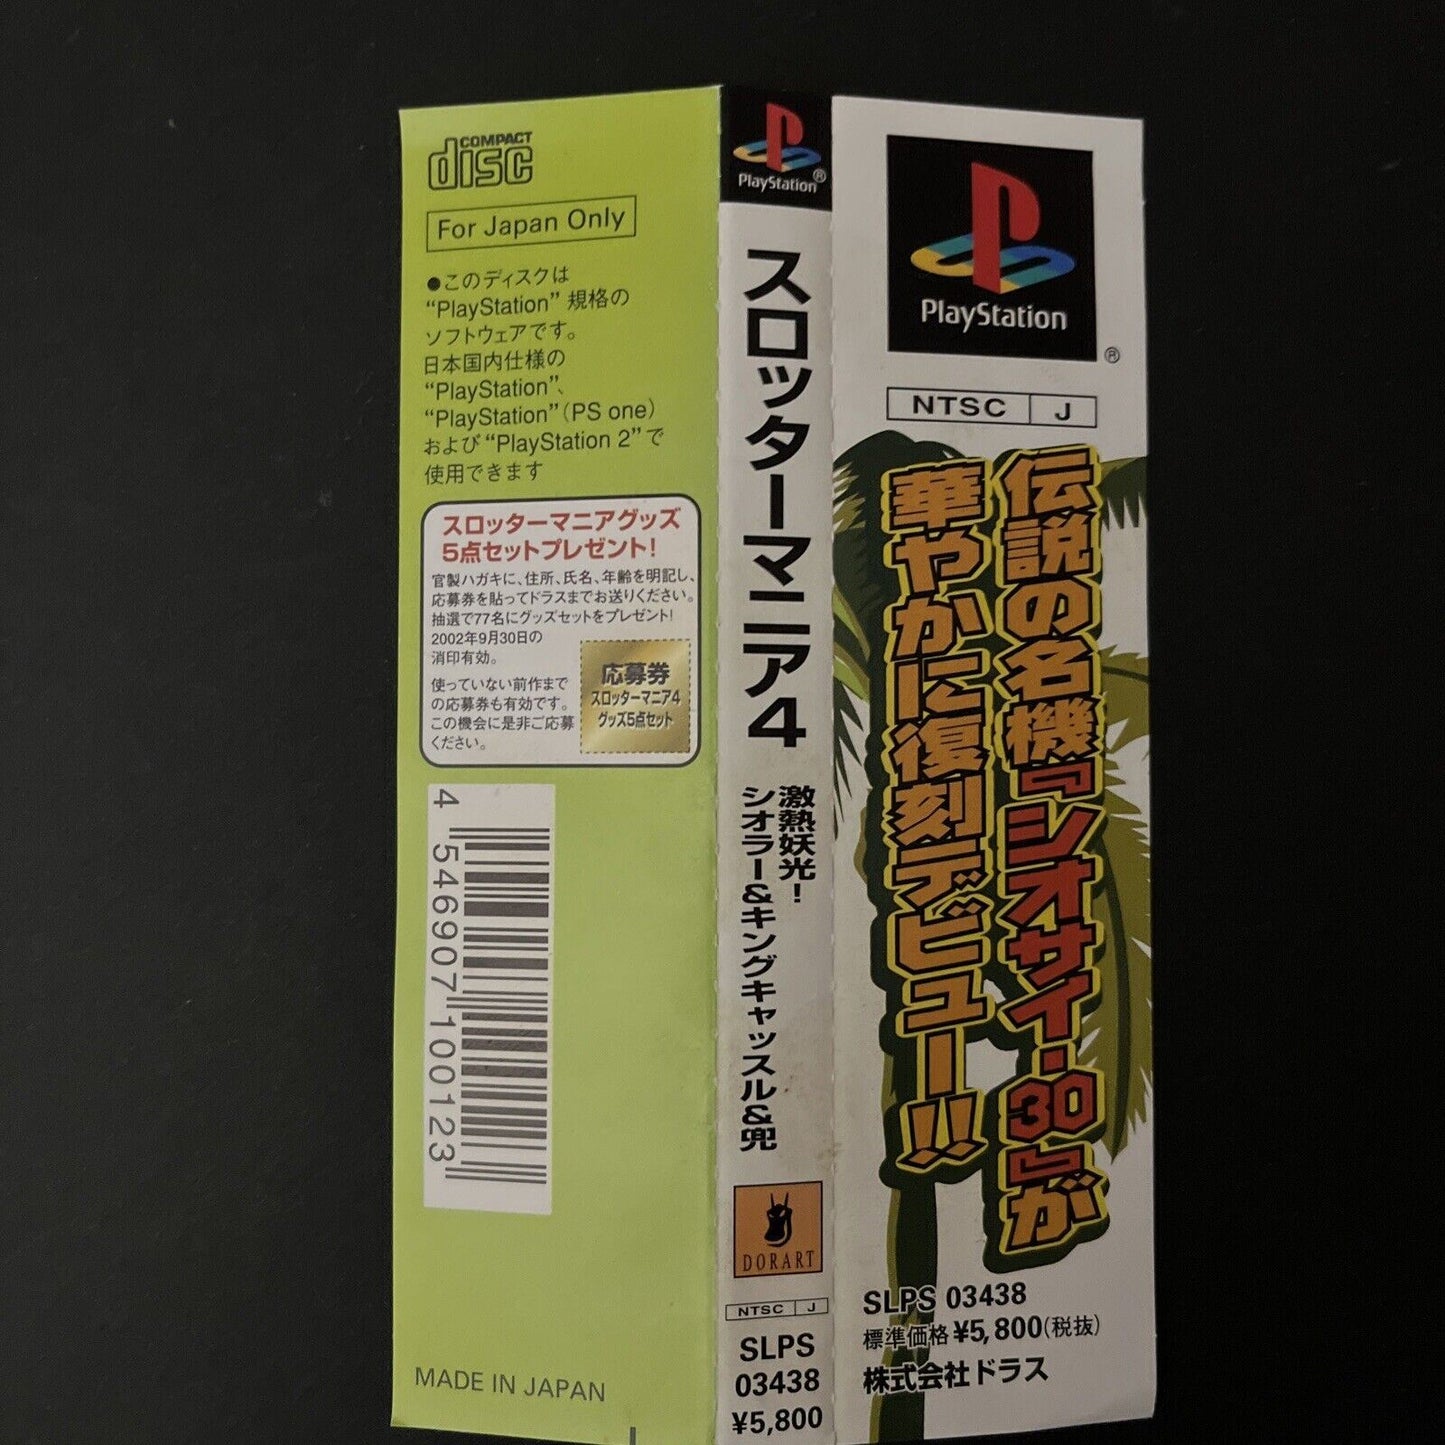 COMPACT
disc
For Japan Only
●このディスクは
“PlayStation” 規格の
ソフトウェアです。
日本国内仕様の
“PlayStation”、
“PlayStation”(PS one)
および“PlayStation 2”で
使用できます
スロッターマニアグッズ
5点セットプレゼント!
官製ハガキに、住所、氏名、年齢を明記し、
応募券を貼ってドラスまでお送りください。
抽選で77名にグッズセットをプレゼント!
2002年9月30日の
消印有効。
使っていない前作まで
の応募券も有効です。
この機会に是非ご応募
ください。
応募券
スロッターマニア4
グッズ5点セット
4 546907 100123
MADE IN JAPAN
PlayStation®
スロッターマニア4
激熱妖光!
シオラー&キングキャッスル&兜
DORART
NTSC J
SLPS
03438
¥5,800
PlayStation
®
NTSC J
伝説の名機『シオサイ-30』が
華やかに復刻デビュー!!
SLPS 03438
標準価格¥5,800(税抜)
株式会社ドラス